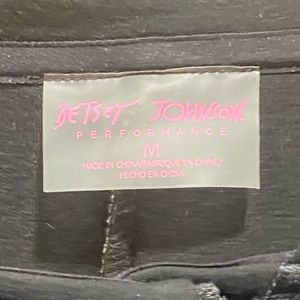 BETSEY JOHNSON.
PERFORMANCE
M
MADE IN CHINA/FABRIQUÉ EN CHINE/
HECHO EN CHINA